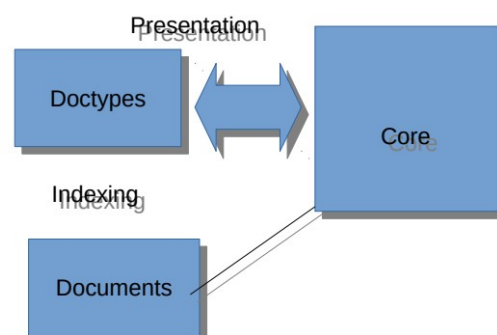 Presentation
Doctypes
Core
Indexing
Documents